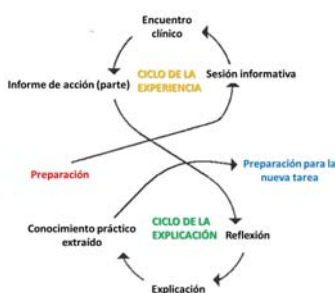 Encuentro
clínico
Informe de acción (parte)
CICLO DE LA
EXPERIENCIA
Sesión informativa
Preparación
Preparación para la
nueva tarea
Conocimiento práctico
extraído
CICLO DE LA
EXPLICACIÓN
Reflexión
Explicación